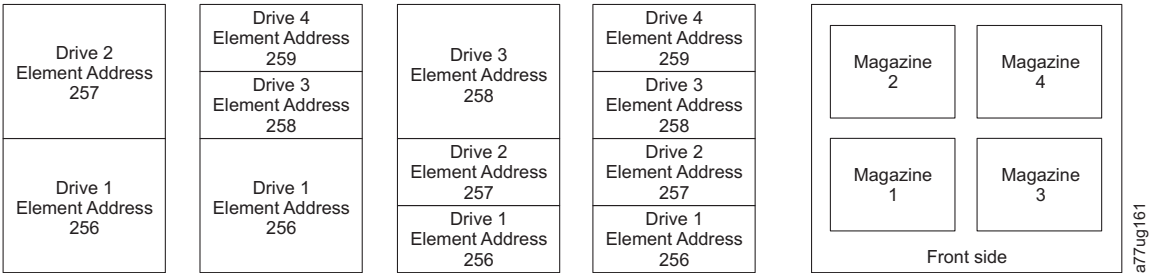 Drive 2
Element Address
257
Drive 1
Element Address
256
Drive 4
Element Address
259
Drive 3
Element Address
258
Drive 1
Element Address
256
Drive 3
Element Address
258
Drive 2
Element Address
257
Drive 1
Element Address
256
Drive 4
Element Address
259
Drive 3
Element Address
258
Drive 2
Element Address
257
Drive 1
Element Address
256
Magazine
2
Magazine
4
Magazine
1
Magazine
3
Front side
a77ug161